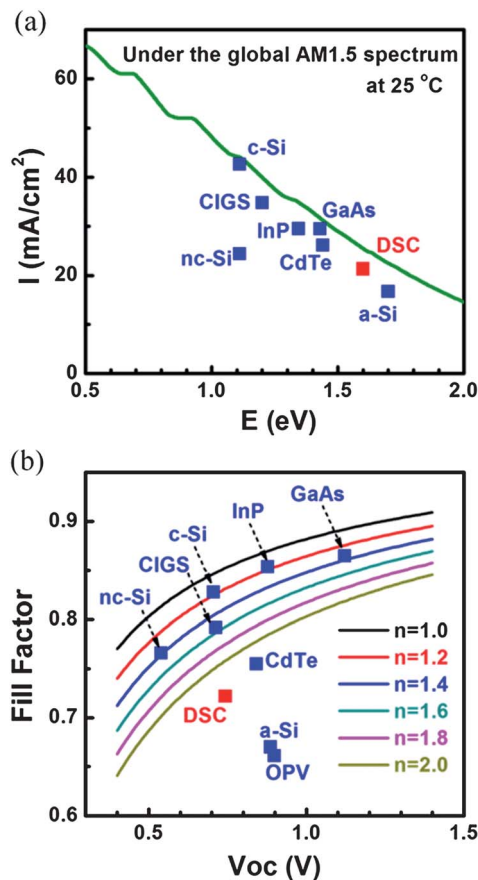 (a)
Under the global AM1.5 spectrum
at 25 °C
60
c-Si
40
CIGS
GaAs
InP
DSC
nc-Si
CdTe
20
a-Si
0
0.5 1.0 1.5 2.0
I (mA/cm²)
E (eV)
(b)
GaAs
InP
0.9
c-Si
CIGS
nc-Si
0.8
n=1.0
CdTe
n=1.2
n=1.4
DSC
0.7
n=1.6
a-Si
n=1.8
OPV
n=2.0
0.6
0.5 1.0 1.5
Fill Factor
Voc (V)